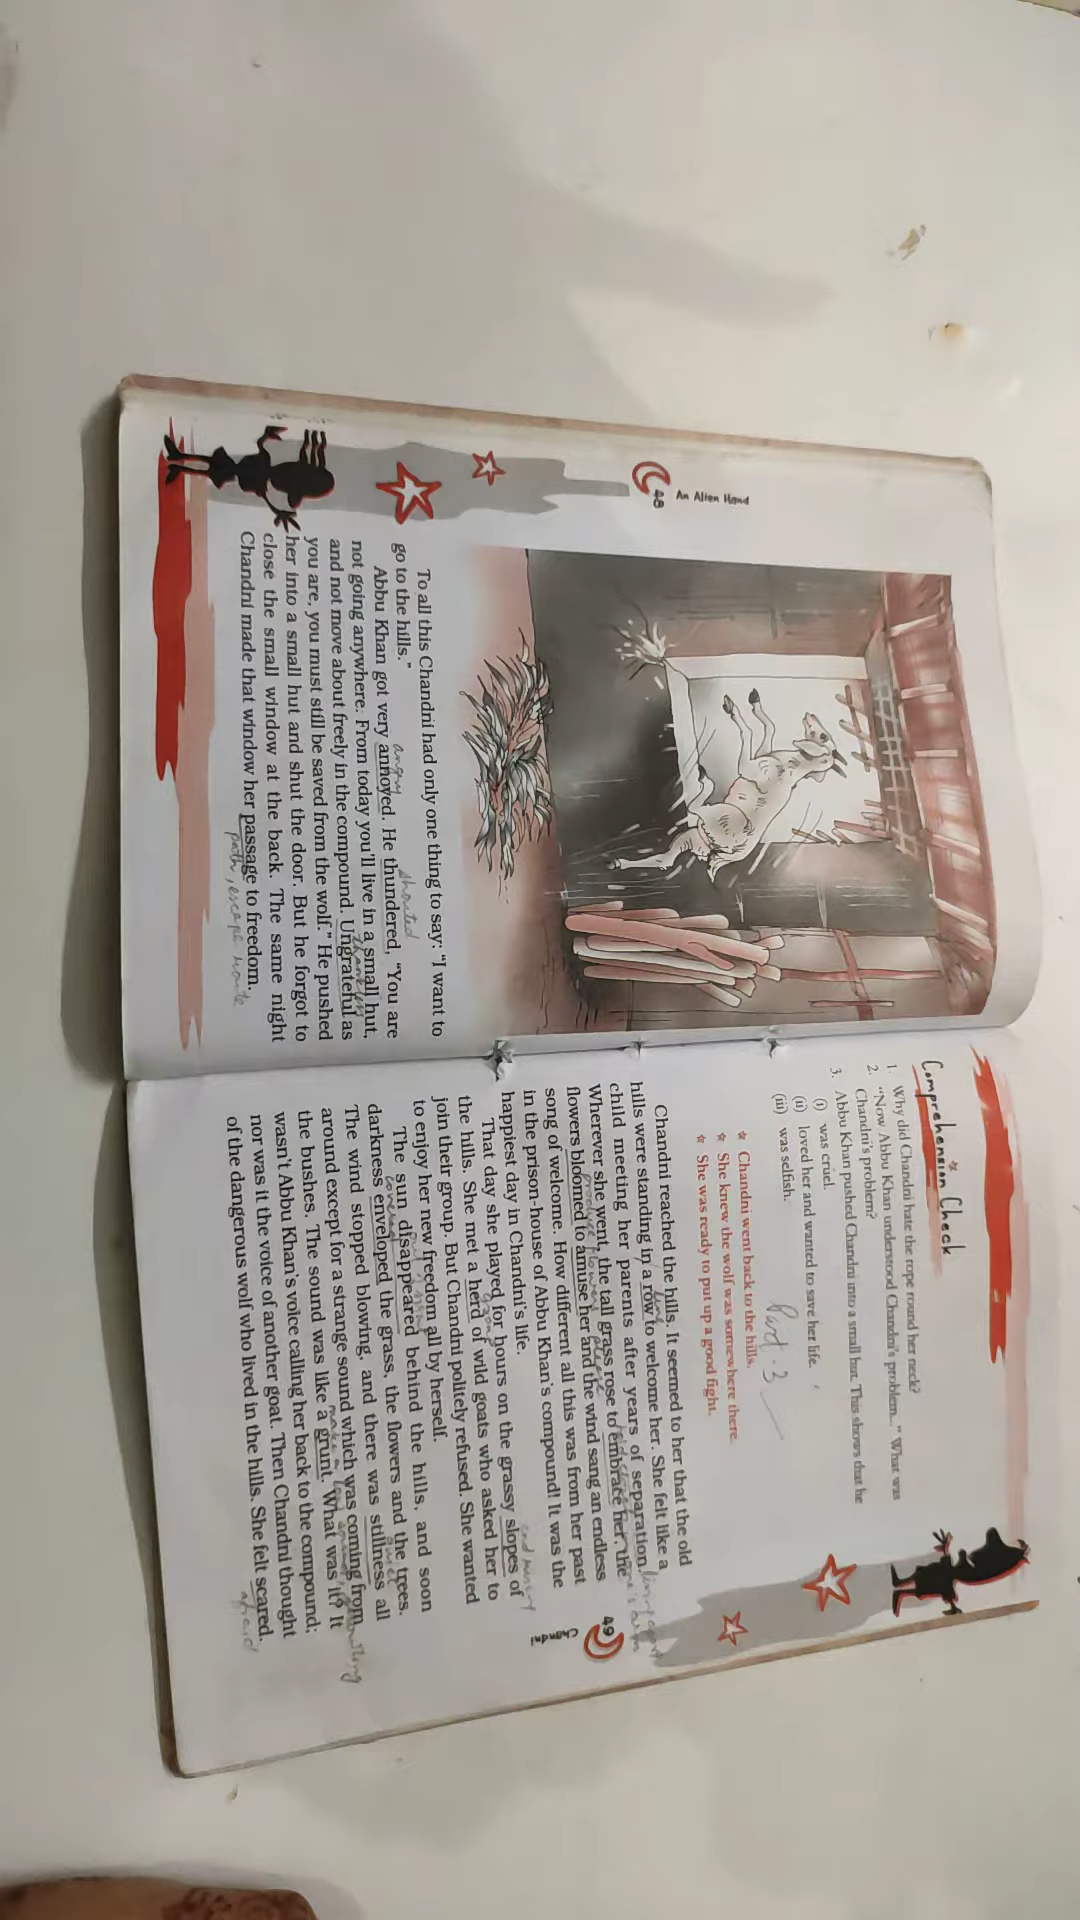 An Alien Hand
48
To all this Chandni had only one thing to say: "I want to
go to the hills."
angry shouted
Abbu Khan got very annoyed. He thundered, "You are
not going anywhere. From today you'll live in a small hut,
thankless
and not move about freely in the compound. Ungrateful as
you are, you must still be saved from the wolf." He pushed
her into a small hut and shut the door. But he forgot to
close the small window at the back. The same night
Chandni made that window her passage to freedom.
path, escape route
Comprehension Check
1. Why did Chandni hate the rope round her neck?
2. "Now Abbu Khan understood Chandni's problem..." What was
Chandni's problem?
3. Abbu Khan pushed Chandni into a small hut. This shows that he
(i) was cruel.
(ii) loved her and wanted to save her life.
(iii) was selfish.
Part-3
☆ Chandni went back to the hills.
☆ She knew the wolf was somewhere there.
☆ She was ready to put up a good fight.
Chandni reached the hills. It seemed to her that the old
hills were standing in a row to welcome her. She felt like a
line
child meeting her parents after years of separation.
Wherever she went, the tall grass rose to embrace her, the
produce flowers please
flowers bloomed to amuse her and the wind sang an endless
song of welcome. How different all this was from her past
in the prison-house of Abbu Khan's compound! It was the
happiest day in Chandni's life.
That day she played for hours on the grassy slopes of
group
the hills. She met a herd of wild goats who asked her to
join their group. But Chandni politely refused. She wanted
to enjoy her new freedom all by herself.
The sun disappeared behind the hills, and soon
darkness enveloped the grass, the flowers and the trees.
quiet
The wind stopped blowing, and there was stillness all
around except for a strange sound which was coming from
make a
the bushes. The sound was like a grunt. What was it? It
wasn't Abbu Khan's voice calling her back to the compound;
nor was it the voice of another goat. Then Chandni thought
of the dangerous wolf who lived in the hills. She felt scared.
afraid
49
Chandni